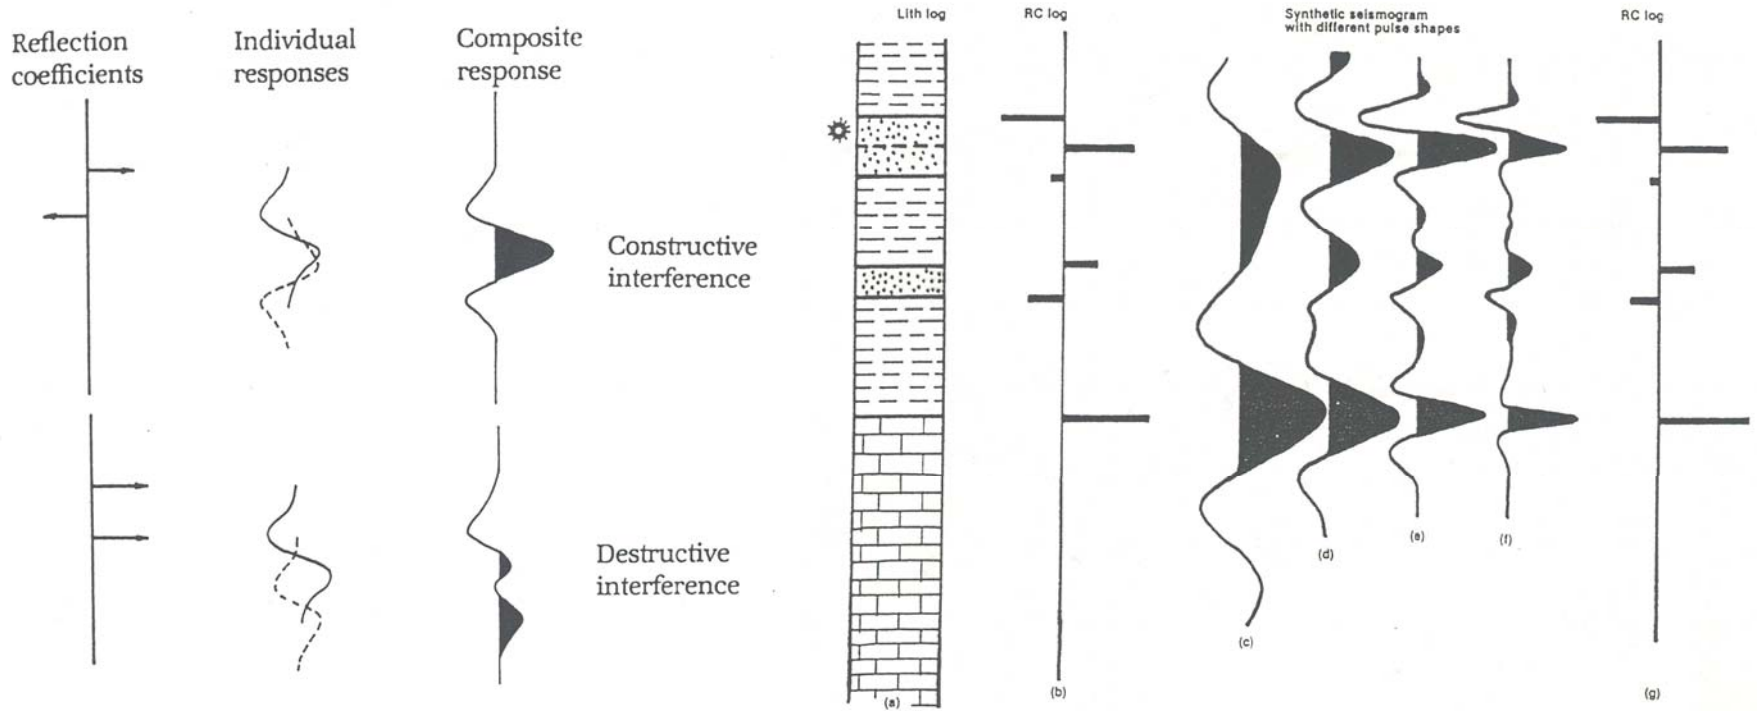 Reflection
coefficients
Individual
responses
Composite
response
Constructive
interference
Destructive
interference
Lith log
RC log
Synthetic seismogram
with different pulse shapes
RC log
(a)
(b)
(c)
(d)
(e)
(f)
(g)